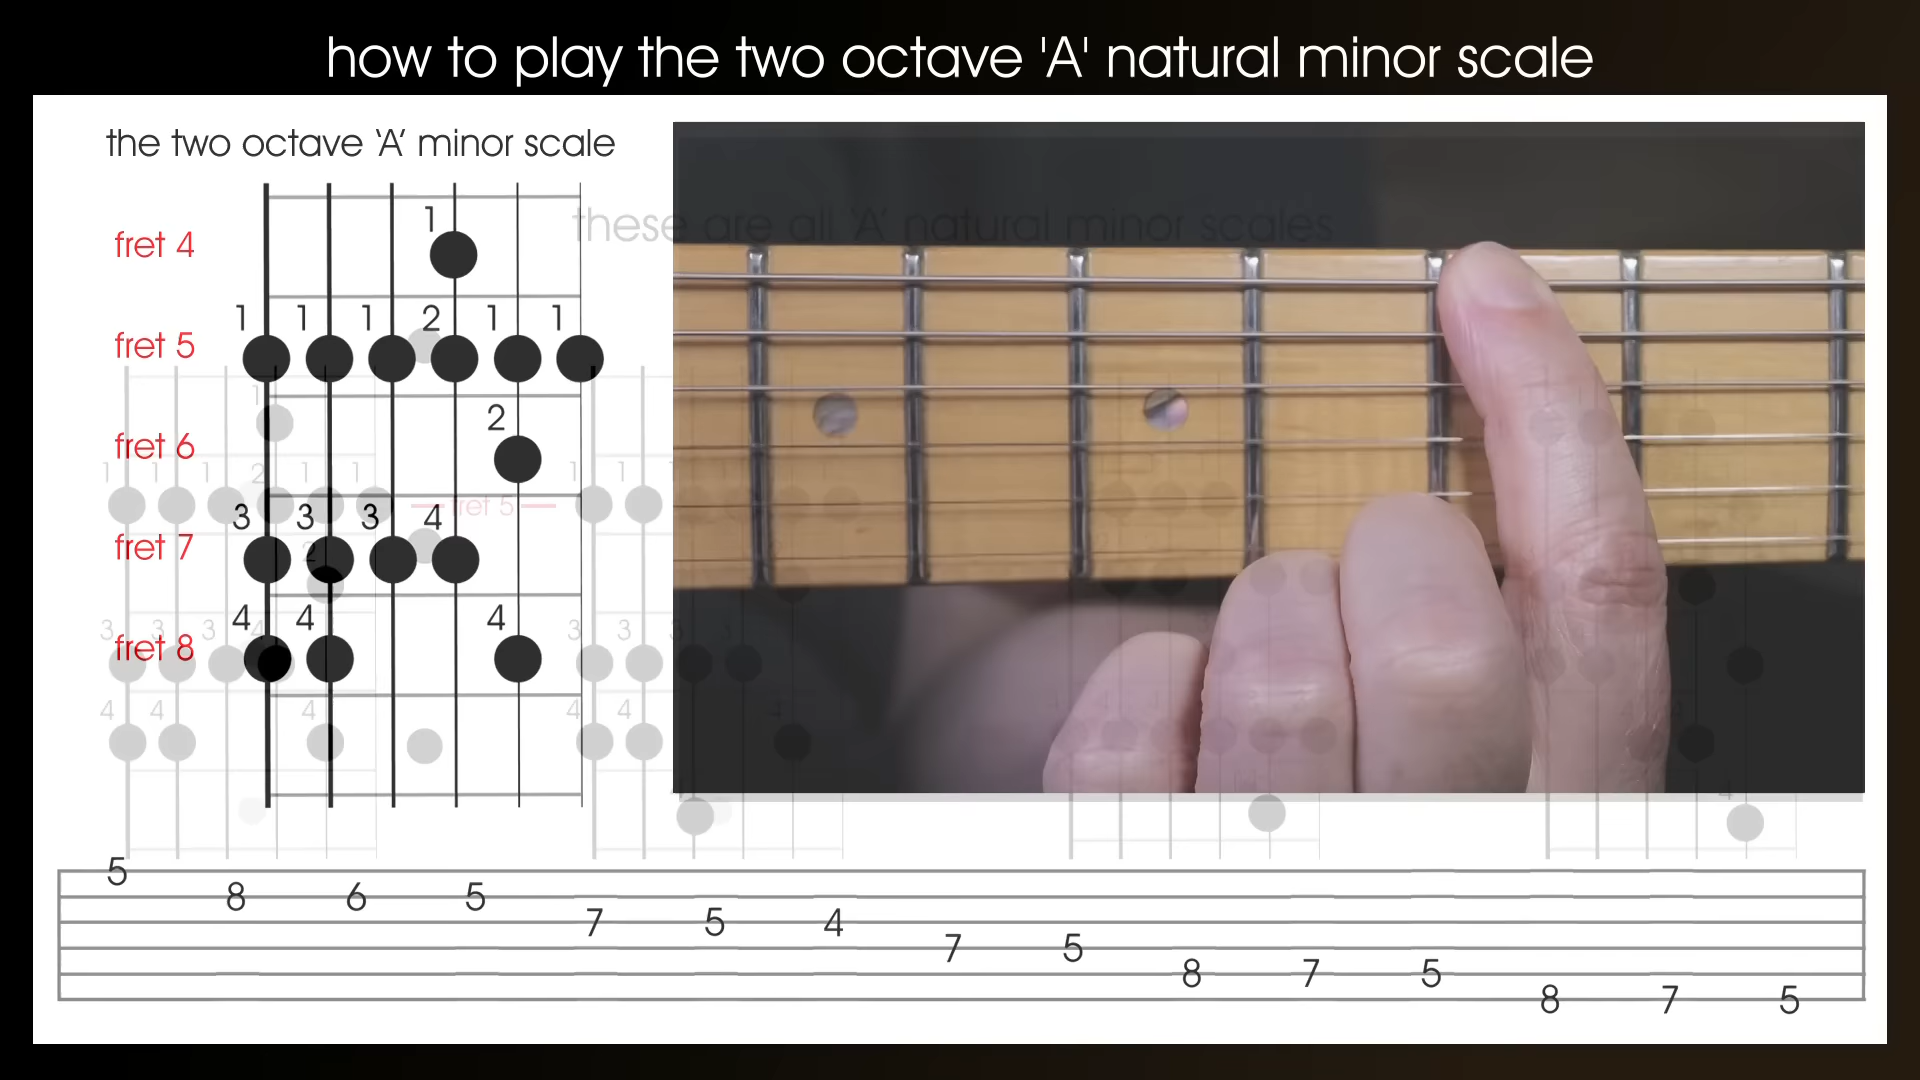 how to play the two octave 'A' natural minor scale
the two octave ‘A’ minor scale
these are all ‘A’ natural minor scales
1
fret 4
1 1 1 2 1 1
fret 5
2
fret 6
fret 5
3 3 3 4
fret 7
4 4 4
fret 8
5
8 6 5
7 5 4
7 5
8 7 5
8 7 5